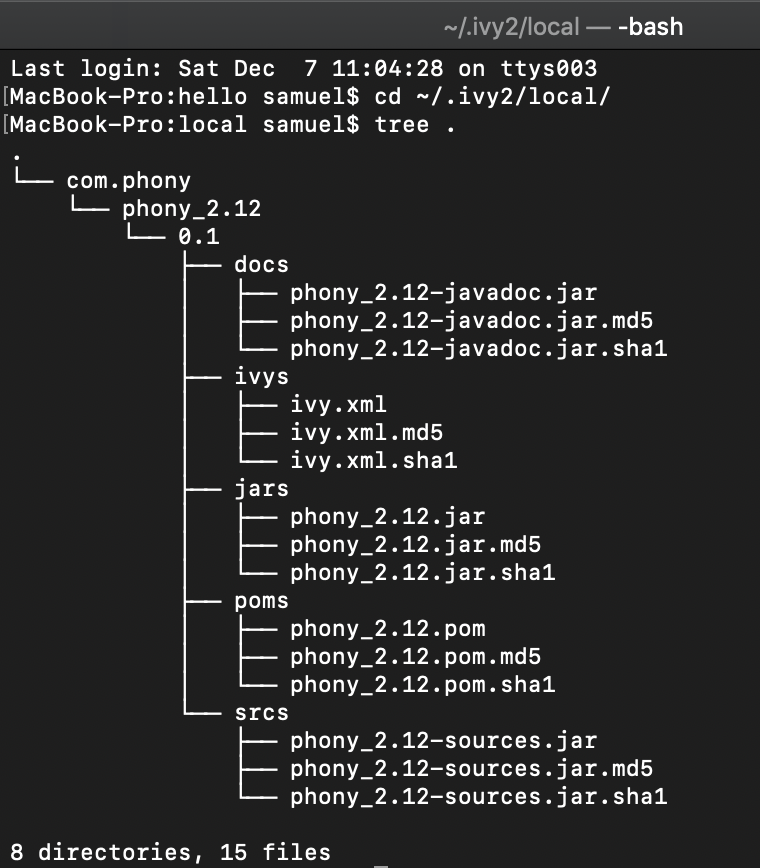 ~/.ivy2/local — -bash
Last login: Sat Dec  7 11:04:28 on ttys003
[MacBook-Pro:hello samuel$ cd ~/.ivy2/local/
[MacBook-Pro:local samuel$ tree .
.
└── com.phony
    └── phony_2.12
        └── 0.1
            ├── docs
            │   ├── phony_2.12-javadoc.jar
            │   ├── phony_2.12-javadoc.jar.md5
            │   └── phony_2.12-javadoc.jar.sha1
            ├── ivys
            │   ├── ivy.xml
            │   ├── ivy.xml.md5
            │   └── ivy.xml.sha1
            ├── jars
            │   ├── phony_2.12.jar
            │   ├── phony_2.12.jar.md5
            │   └── phony_2.12.jar.sha1
            ├── poms
            │   ├── phony_2.12.pom
            │   ├── phony_2.12.pom.md5
            │   └── phony_2.12.pom.sha1
            └── srcs
                ├── phony_2.12-sources.jar
                ├── phony_2.12-sources.jar.md5
                └── phony_2.12-sources.jar.sha1

8 directories, 15 files